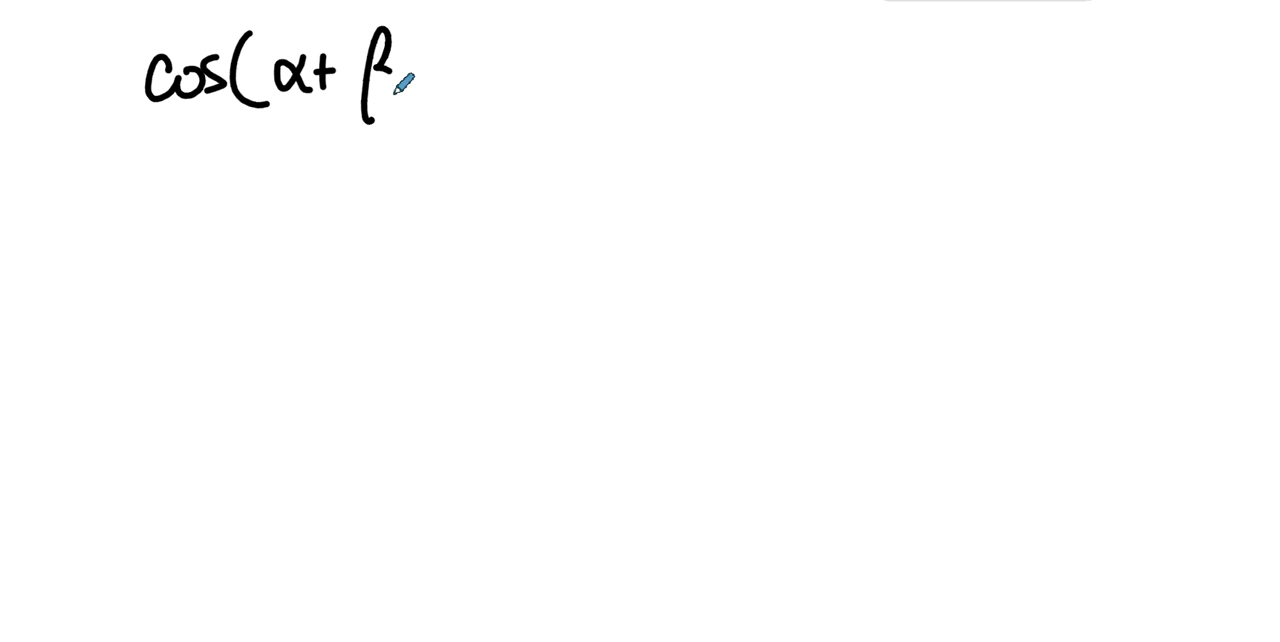 cos( α + β